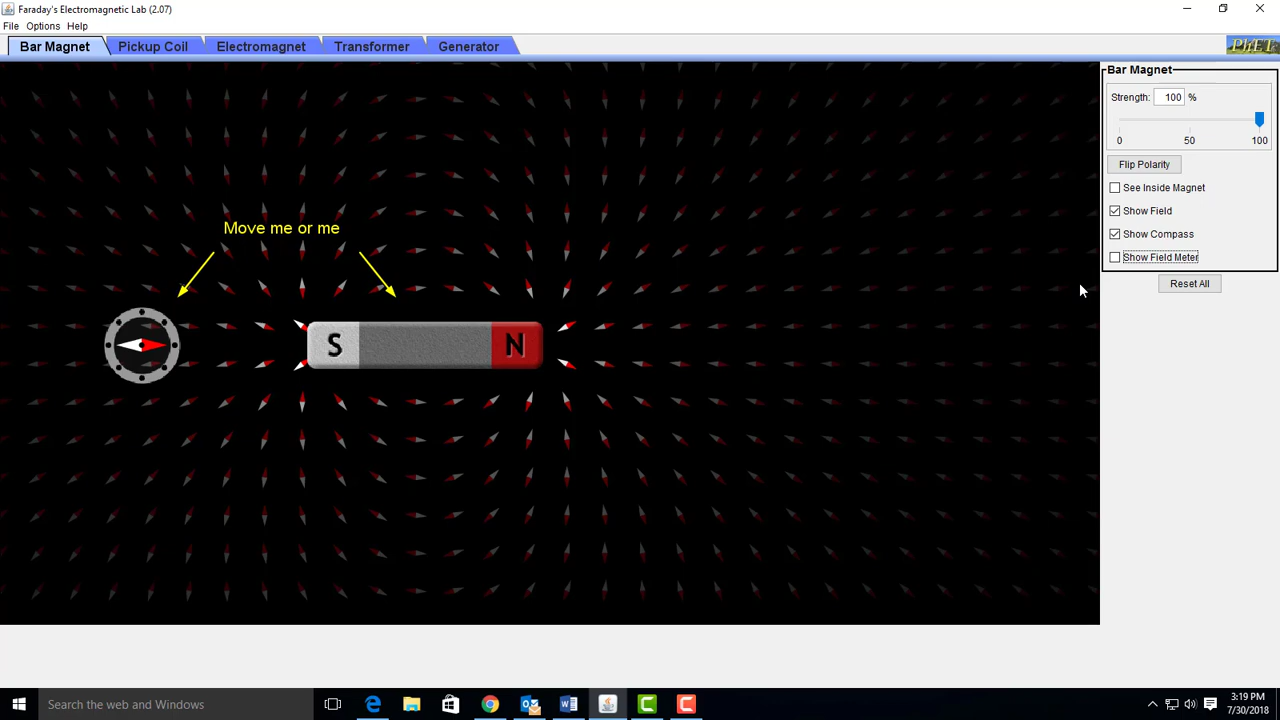 Faraday's Electromagnetic Lab (2.07)
File Options Help
Bar Magnet Pickup Coil Electromagnet Transformer Generator
PhET
Bar Magnet
Strength: 100 %
0 50 100
Flip Polarity
See Inside Magnet
Show Field
Show Compass
Show Field Meter
Reset All
Move me or me
S N
Search the web and Windows
3:19 PM
7/30/2018